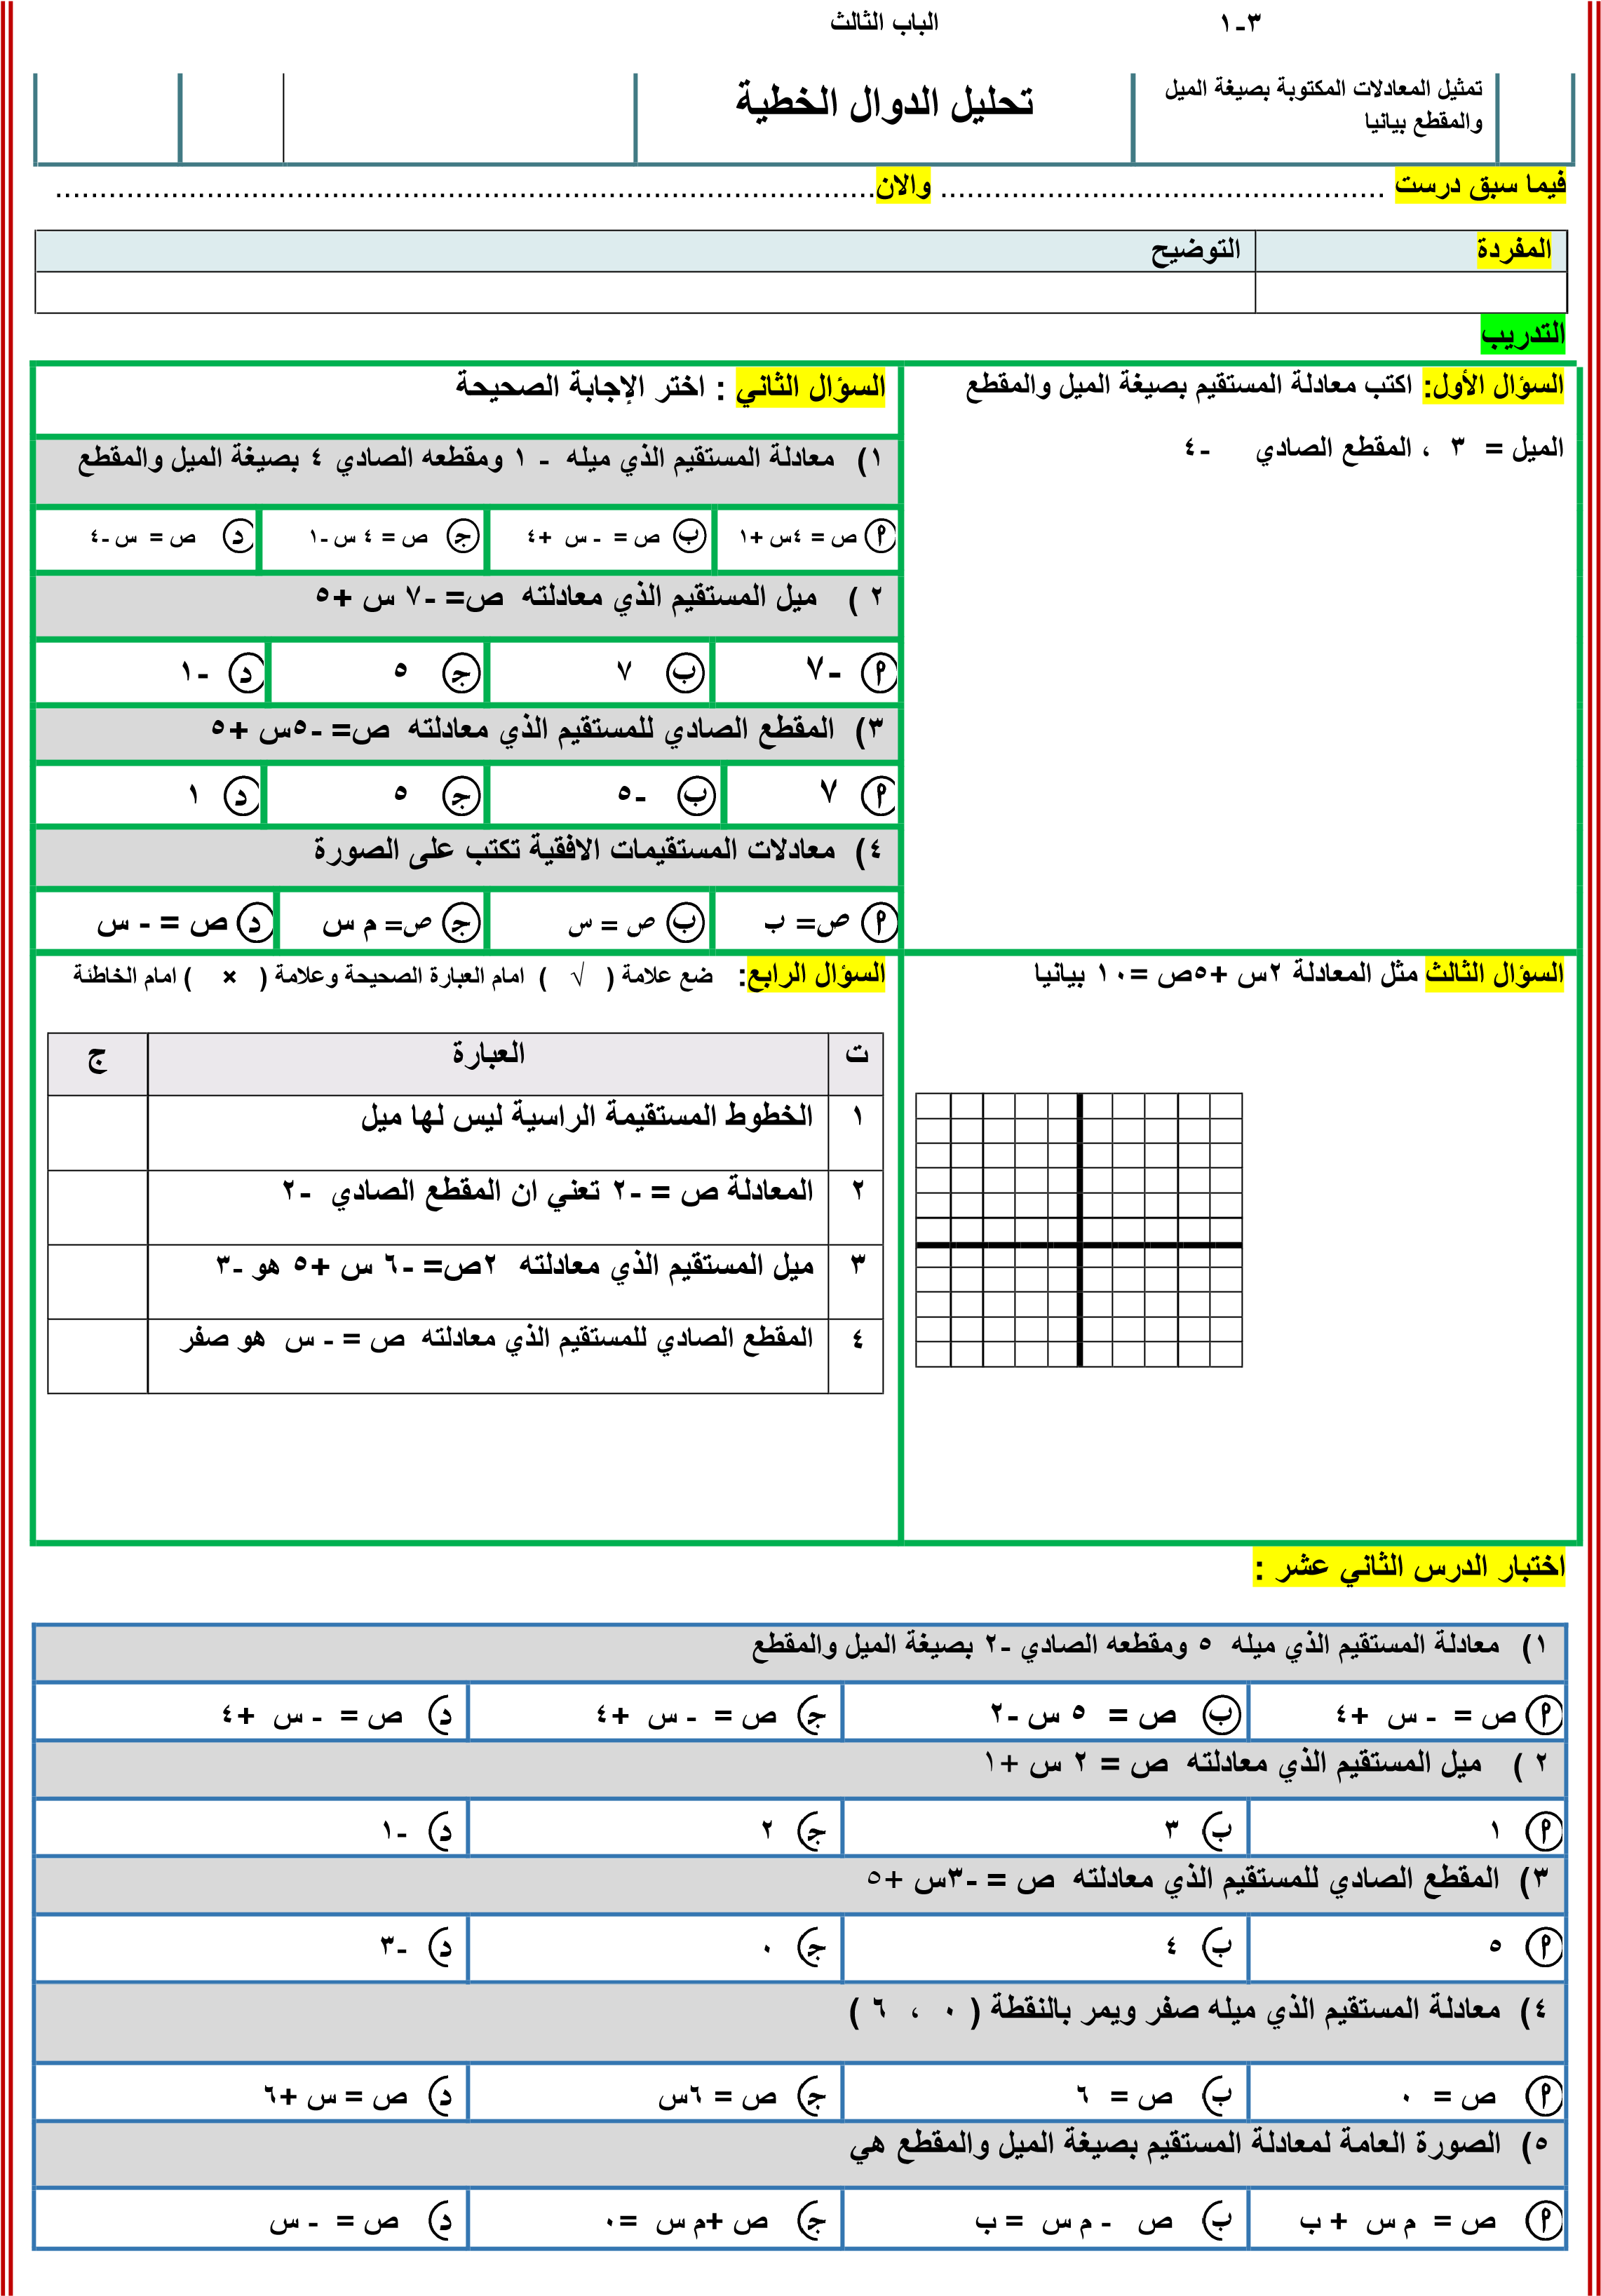 ٣-١ الباب الثالث
تمثيل المعادلات المكتوبة بصيغة الميل
والمقطع بيانيا
تحليل الدوال الخطية
فيما سبق درست .................................................. والان............................................................................................
المفردة التوضيح
التدريب
السؤال الأول: اكتب معادلة المستقيم بصيغة الميل والمقطع
الميل = ٣ ، المقطع الصادي -٤
السؤال الثاني : اختر الإجابة الصحيحة
١) معادلة المستقيم الذي ميله - ١ ومقطعه الصادي ٤ بصيغة الميل والمقطع
أ ص = ٤س +١ ب ص = - س +٤ ج ص = ٤ س -١ د ص = س -٤
٢ ) ميل المستقيم الذي معادلته ص= -٧ س +٥
أ -٧ ب ٧ ج ٥ د -١
٣) المقطع الصادي للمستقيم الذي معادلته ص= -٥س +٥
أ ٧ ب -٥ ج ٥ د ١
٤) معادلات المستقيمات الافقية تكتب على الصورة
أ ص= ب ب ص = س ج ص= م س د ص = - س
السؤال الثالث مثل المعادلة ٢س +٥ص =١٠ بيانيا
السؤال الرابع: ضع علامة ( √ ) امام العبارة الصحيحة وعلامة ( × ) امام الخاطئة
ت العبارة ج
١ الخطوط المستقيمة الراسية ليس لها ميل
٢ المعادلة ص = -٢ تعني ان المقطع الصادي -٢
٣ ميل المستقيم الذي معادلته ٢ص= -٦ س +٥ هو -٣
٤ المقطع الصادي للمستقيم الذي معادلته ص = - س هو صفر
اختبار الدرس الثاني عشر :
١) معادلة المستقيم الذي ميله ٥ ومقطعه الصادي -٢ بصيغة الميل والمقطع
أ ص = - س +٤ ب ص = ٥ س -٢ ج ص = - س +٤ د ص = - س +٤
٢ ) ميل المستقيم الذي معادلته ص = ٢ س +١
أ ١ ب ٣ ج ٢ د -١
٣) المقطع الصادي للمستقيم الذي معادلته ص = -٣س +٥
أ ٥ ب ٤ ج ٠ د -٣
٤) معادلة المستقيم الذي ميله صفر ويمر بالنقطة ( ٠ ، ٦ )
أ ص = ٠ ب ص = ٦ ج ص = ٦س د ص = س +٦
٥) الصورة العامة لمعادلة المستقيم بصيغة الميل والمقطع هي
أ ص = م س + ب ب ص - م س = ب ج ص +م س =٠ د ص = - س